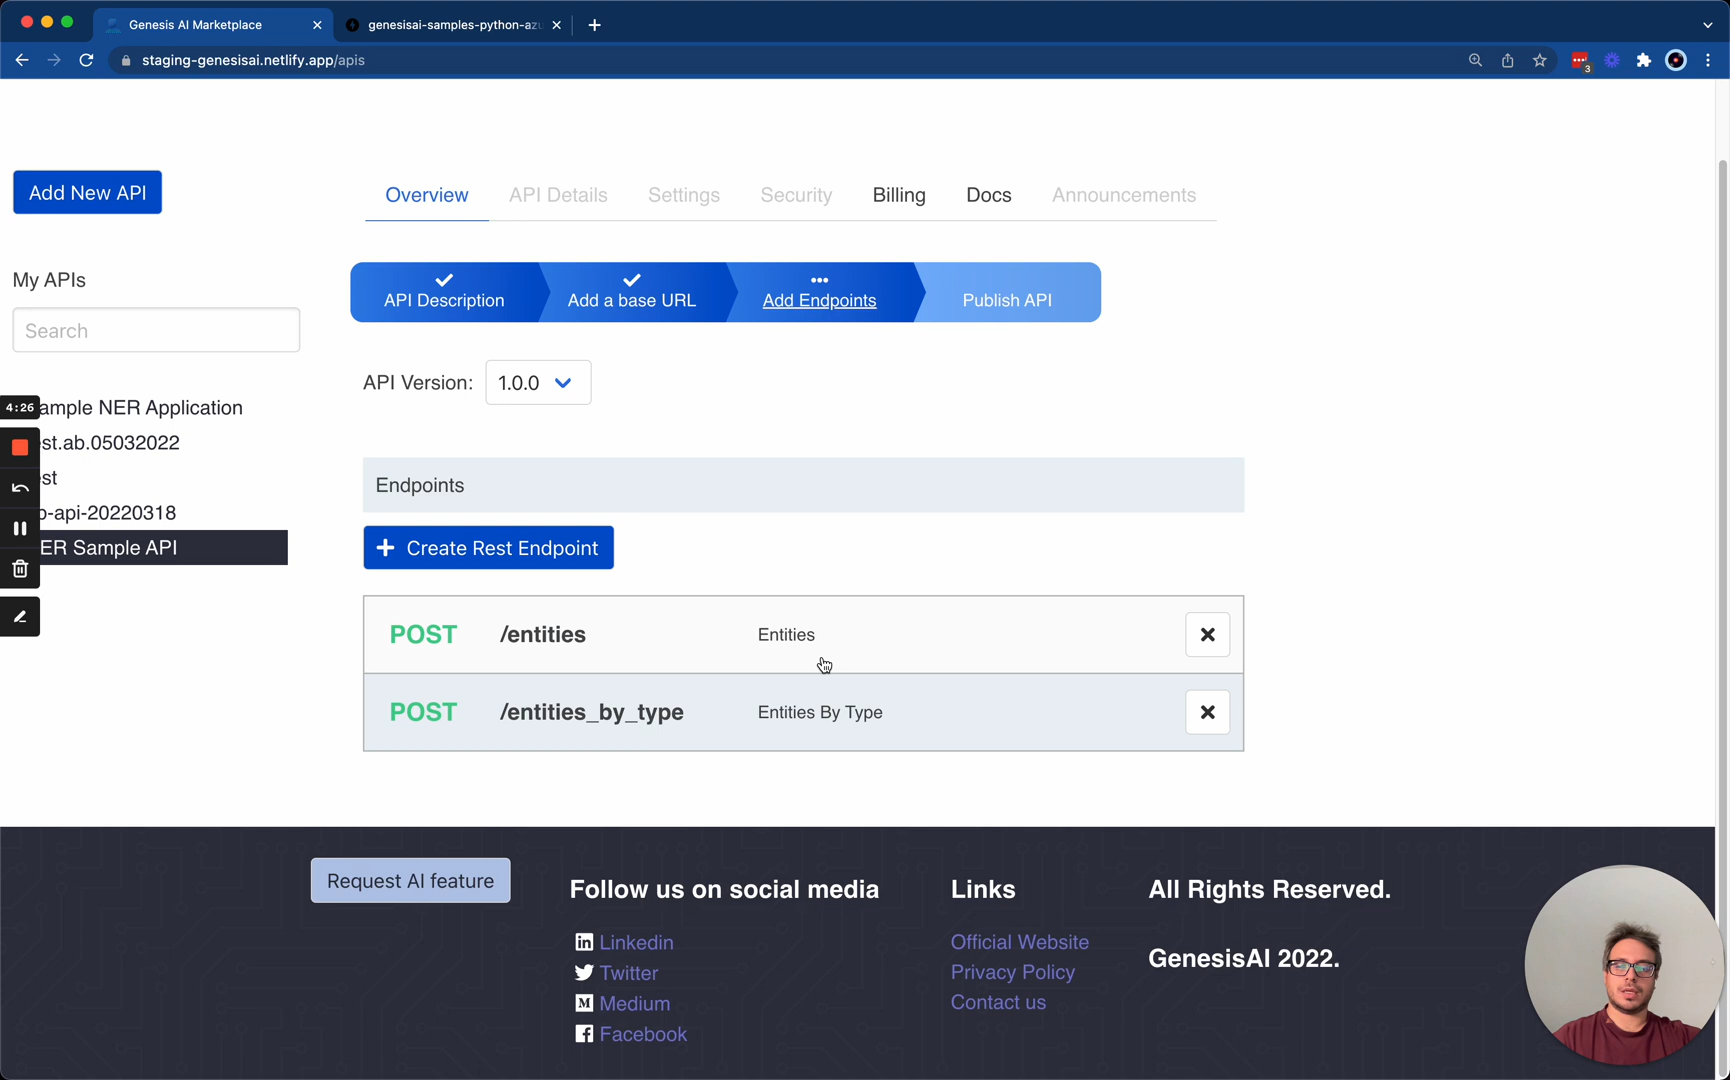 Genesis AI Marketplace
genesisai-samples-python-azu
staging-genesisai.netlify.app/apis
3
Add New API
Overview
API Details
Settings
Security
Billing
Docs
Announcements
API Description
Add a base URL
Add Endpoints
Publish API
My APIs
Search
API Version:
1.0.0
4:26
ample NER Application
st.ab.05032022
st
o-api-20220318
ER Sample API
Endpoints
+ Create Rest Endpoint
POST /entities Entities
POST /entities_by_type Entities By Type
Request AI feature
Follow us on social media
Linkedin
Twitter
Medium
Facebook
Links
Official Website
Privacy Policy
Contact us
All Rights Reserved.
GenesisAI 2022.